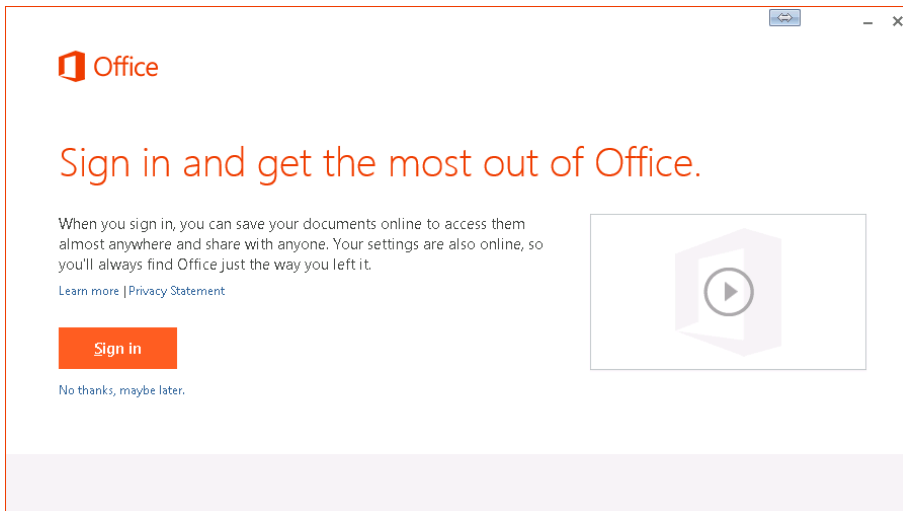 Office
Sign in and get the most out of Office.
When you sign in, you can save your documents online to access them
almost anywhere and share with anyone. Your settings are also online, so
you'll always find Office just the way you left it.
Learn more | Privacy Statement
Sign in
No thanks, maybe later.